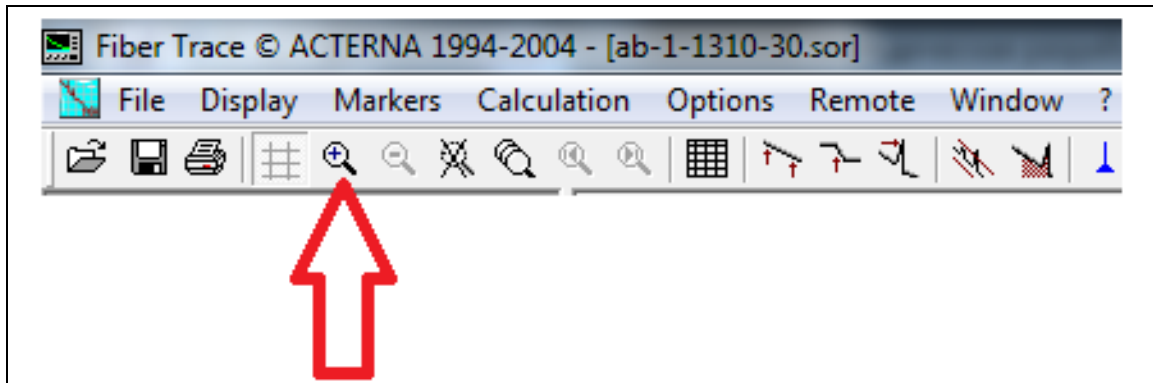 Fiber Trace © ACTERNA 1994-2004 - [ab-1-1310-30.sor]
File Display Markers Calculation Options Remote Window ?